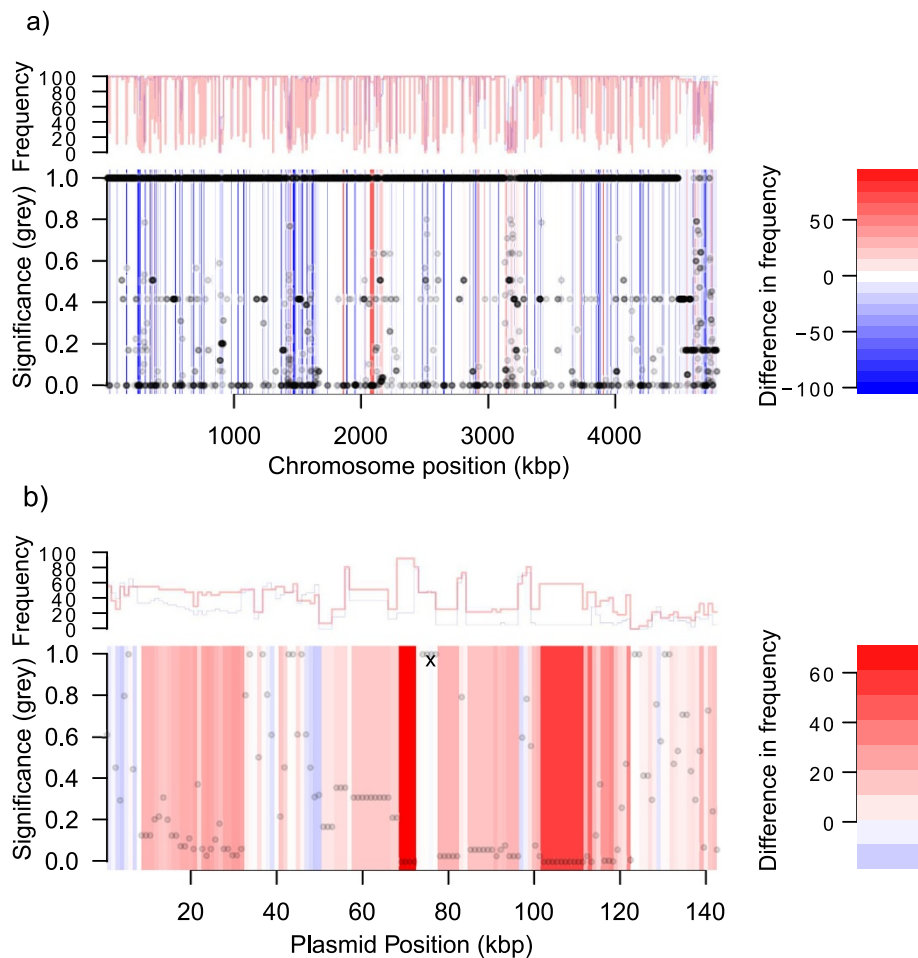 a)
Frequency
100
80
60
40
20
0
Significance (grey)
1.0
0.8
0.6
0.4
0.2
0.0
1000 2000 3000 4000
Chromosome position (kbp)
Difference in frequency
50
0
−50
−100
b)
Frequency
100
80
60
40
20
0
Significance (grey)
1.0
0.8
0.6
0.4
0.2
0.0
x
20 40 60 80 100 120 140
Plasmid Position (kbp)
Difference in frequency
60
40
20
0